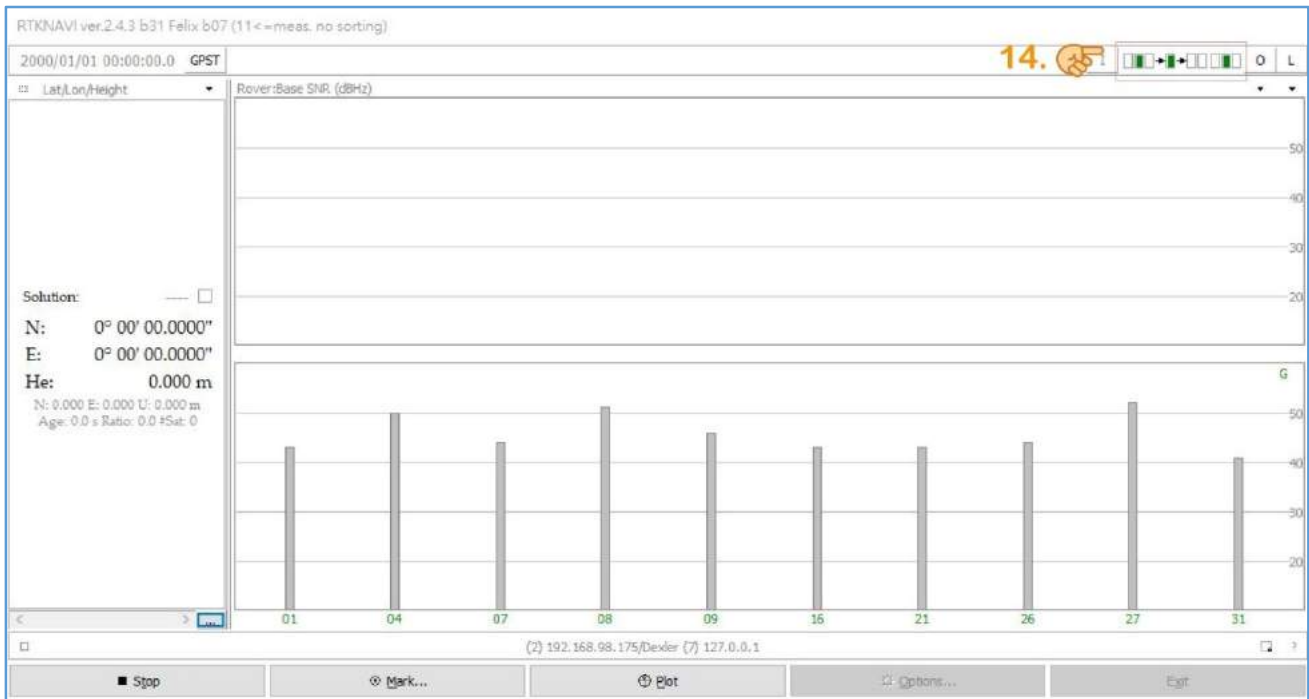 RTKNAVI ver.2.4.3 b31 Felix b07 (11<=meas. no sorting)
2000/01/01 00:00:00.0 GPST
14.
O L
Lat/Lon/Height
Rover:Base SNR (dBHz)
50
40
30
20
Solution: ----
N: 0° 00' 00.0000"
E: 0° 00' 00.0000"
He: 0.000 m
N: 0.000 E: 0.000 U: 0.000 m
Age: 0.0 s Ratio: 0.0 #Sat: 0
G
50
40
30
20
< > ...
01 04 07 08 09 16 21 26 27 31
(2) 192.168.98.175/Dexler (7) 127.0.0.1
Stop Mark... Plot Options... Exit